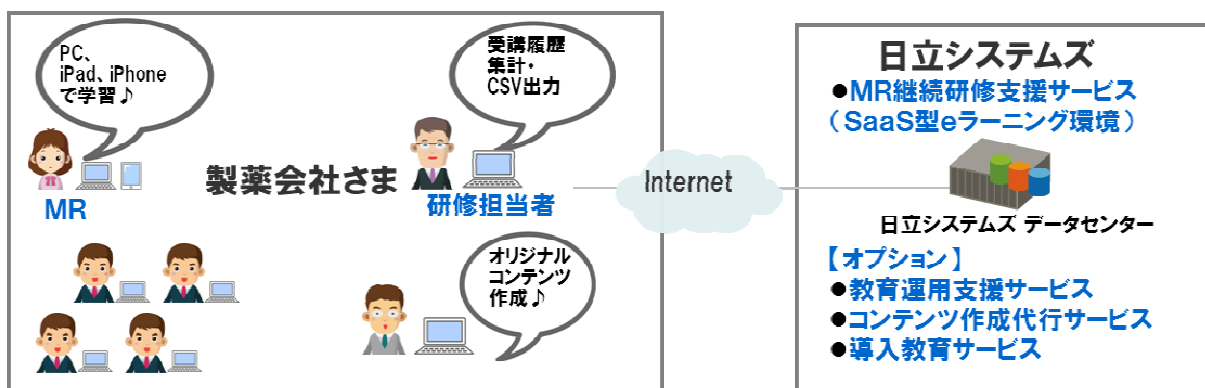 PC、
iPad、iPhone
で学習♪
受講履歴
集計・
CSV出力
製薬会社さま
MR
研修担当者
オリジナル
コンテンツ
作成♪
Internet
日立システムズ
●MR継続研修支援サービス
（SaaS型eラーニング環境）
日立システムズ データセンター
【オプション】
●教育運用支援サービス
●コンテンツ作成代行サービス
●導入教育サービス